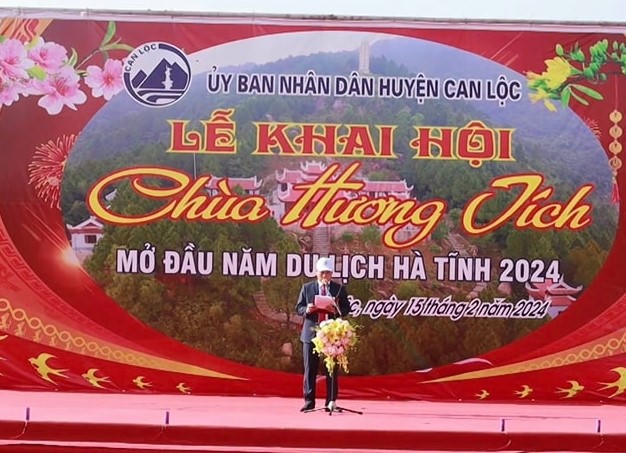 CAN LỘC
ỦY BAN NHÂN DÂN HUYỆN CAN LỘC
LỄ KHAI HỘI
Chùa Hương Tích
MỞ ĐẦU NĂM DU LỊCH HÀ TĨNH 2024
ngày 15 tháng 2 năm 2024